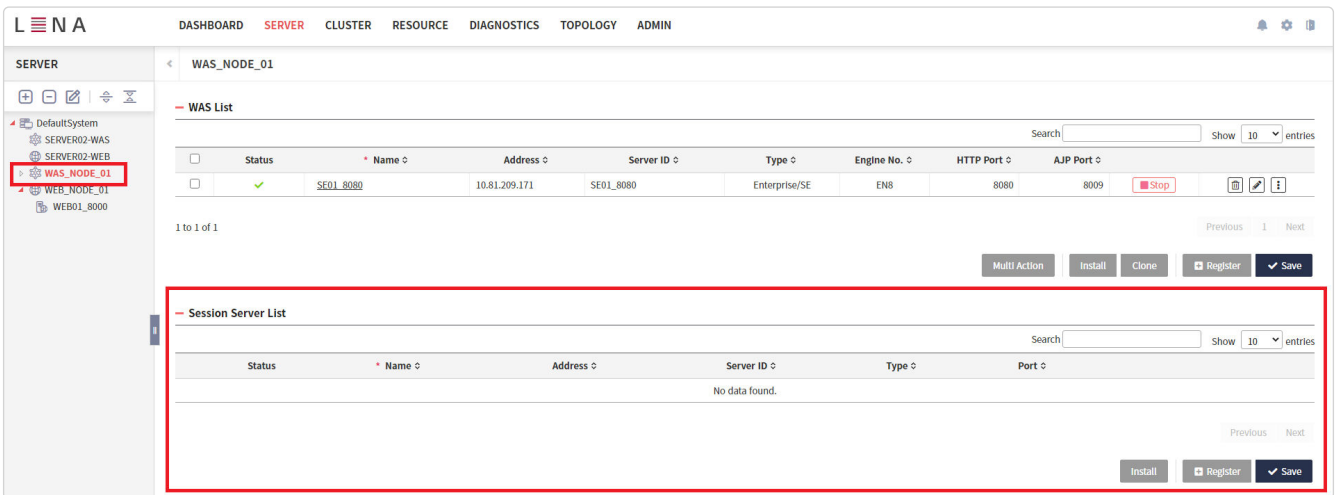 LENA DASHBOARD SERVER CLUSTER RESOURCE DIAGNOSTICS TOPOLOGY ADMIN
SERVER
DefaultSystem
SERVER02-WAS
SERVER02-WEB
WAS_NODE_01
WEB_NODE_01
WEB01_8000
WAS_NODE_01
WAS List
Search Show 10 entries
Status * Name Address Server ID Type Engine No. HTTP Port AJP Port
SE01_8080 10.81.209.171 SE01_8080 Enterprise/SE EN8 8080 8009 Stop
1 to 1 of 1 Previous 1 Next
Multi Action Install Clone Register Save
Session Server List
Search Show 10 entries
Status * Name Address Server ID Type Port
No data found.
Previous Next
Install Register Save